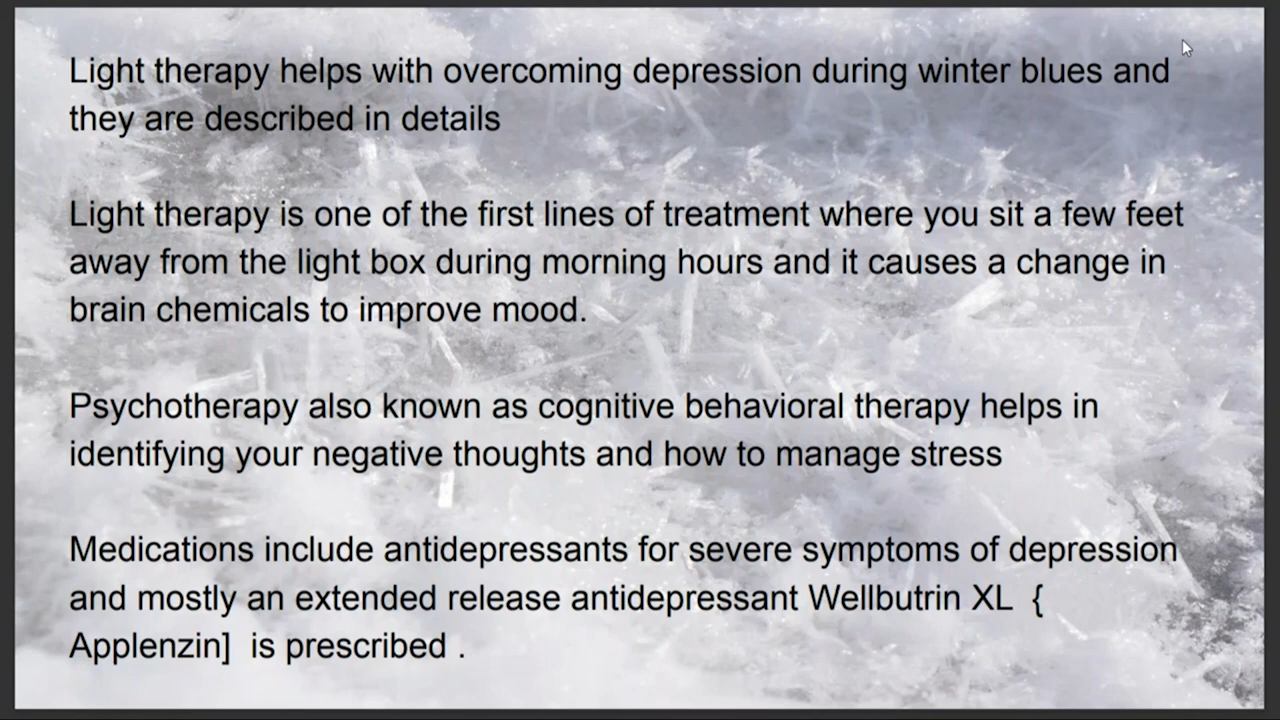 Light therapy helps with overcoming depression during winter blues and
they are described in details
Light therapy is one of the first lines of treatment where you sit a few feet
away from the light box during morning hours and it causes a change in
brain chemicals to improve mood.
Psychotherapy also known as cognitive behavioral therapy helps in
identifying your negative thoughts and how to manage stress
Medications include antidepressants for severe symptoms of depression
and mostly an extended release antidepressant Wellbutrin XL  {
Applenzin]  is prescribed .